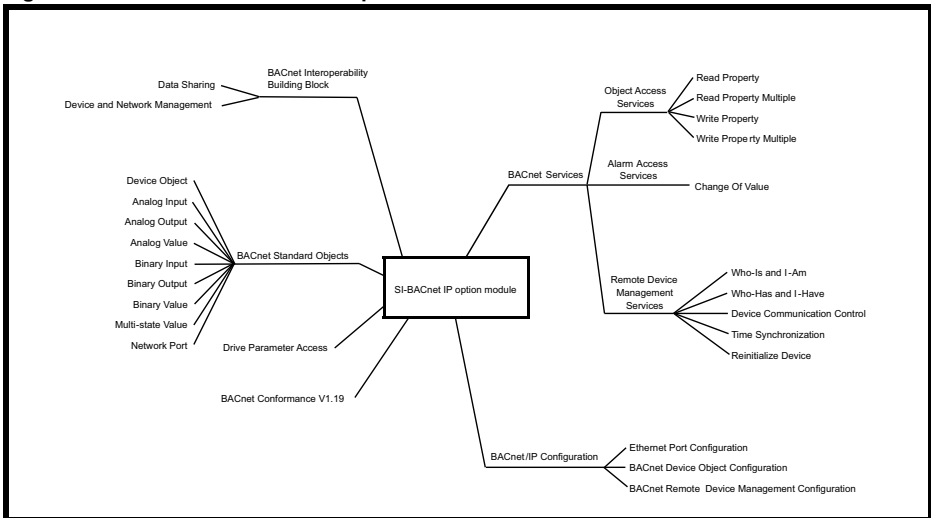 BACnet Interoperability
Building Block
Data Sharing
Device and Network Management
Object Access
Services
Read Property
Read Property Multiple
Write Property
Write Property Multiple
BACnet Services
Alarm Access
Services
Change Of Value
Device Object
Analog Input
Analog Output
Analog Value
Binary Input
Binary Output
Binary Value
Multi-state Value
Network Port
BACnet Standard Objects
SI-BACnet IP option module
Remote Device
Management
Services
Who-Is and I-Am
Who-Has and I-Have
Device Communication Control
Time Synchronization
Reinitialize Device
Drive Parameter Access
BACnet Conformance V1.19
BACnet/IP Configuration
Ethernet Port Configuration
BACnet Device Object Configuration
BACnet Remote Device Management Configuration